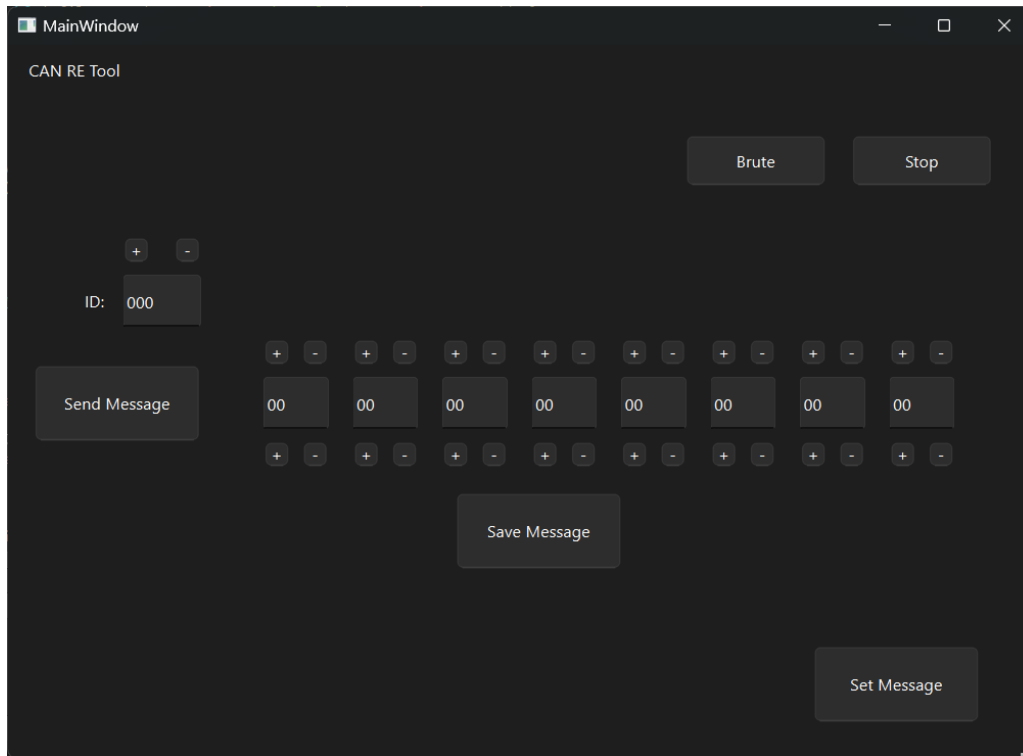 MainWindow
CAN RE Tool
Brute Stop
+ -
ID: 000
+ - + - + - + - + - + - + - + -
Send Message 00 00 00 00 00 00 00 00
+ - + - + - + - + - + - + - + -
Save Message
Set Message